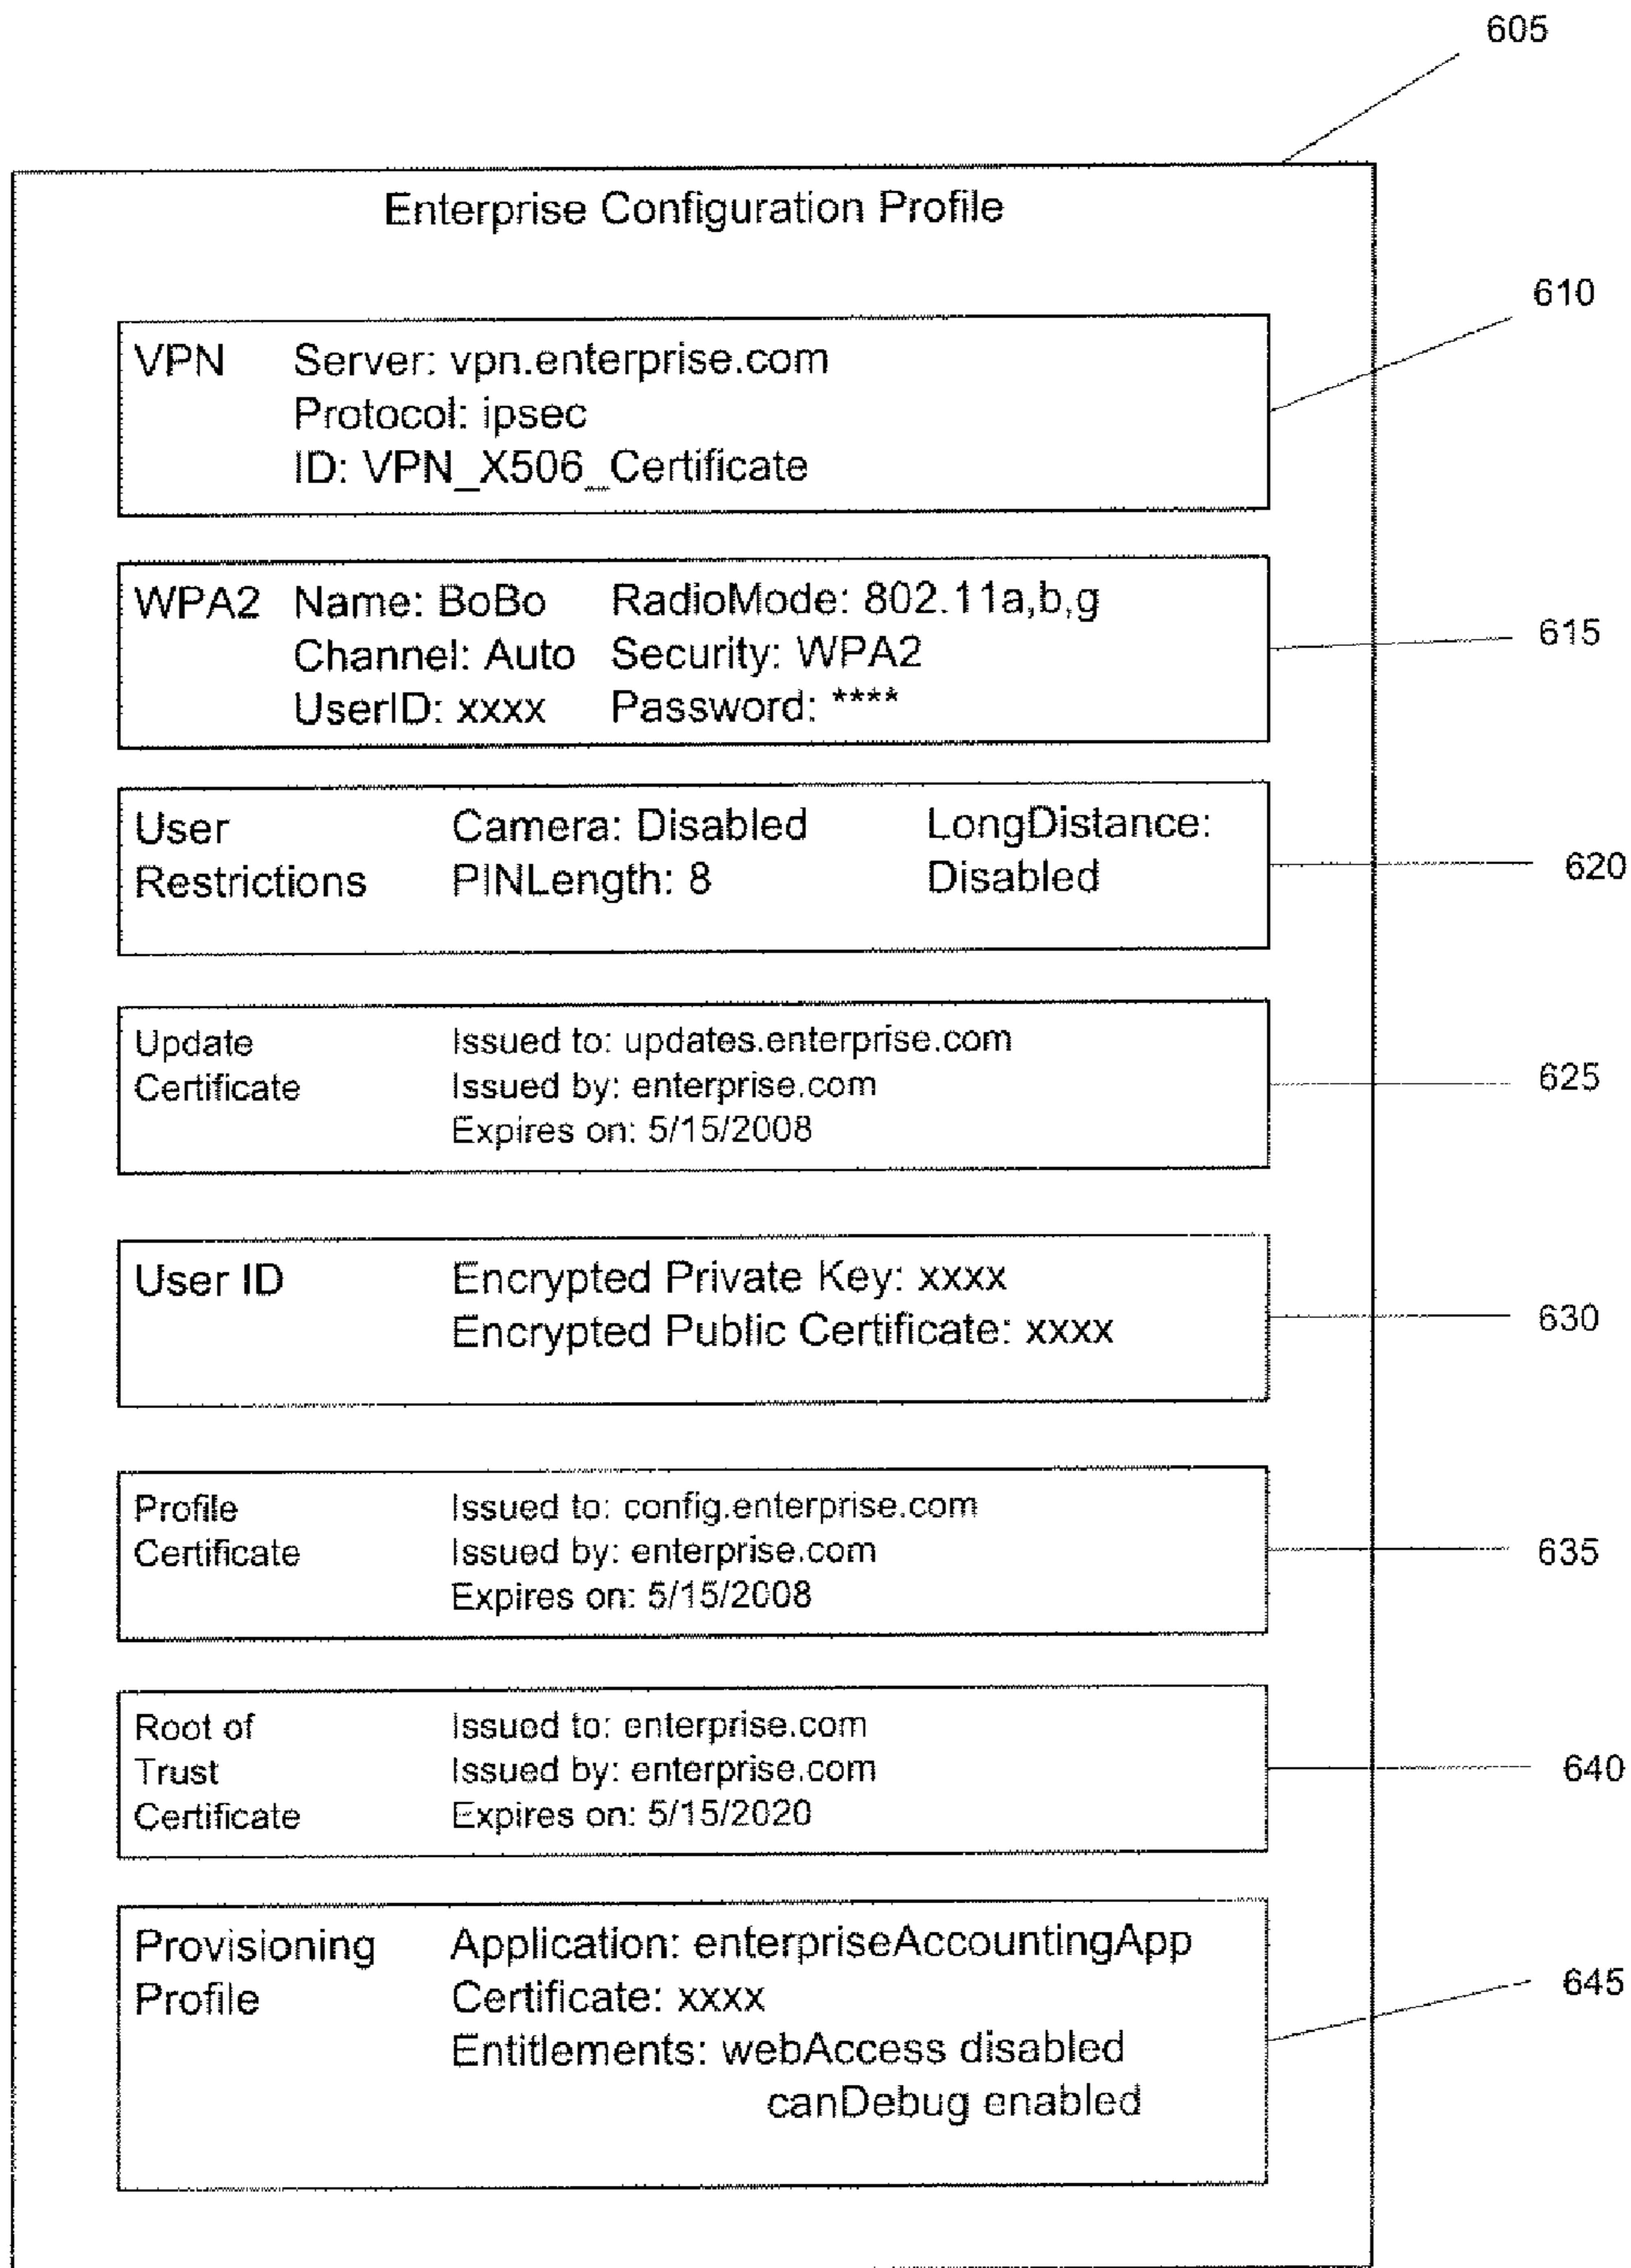 605
Enterprise Configuration Profile
610
VPN Server: vpn.enterprise.com
Protocol: ipsec
ID: VPN_X506_Certificate
WPA2 Name: BoBo RadioMode: 802.11a,b,g
Channel: Auto Security: WPA2
UserID: xxxx Password: ****
615
User Camera: Disabled LongDistance:
Restrictions PINLength: 8 Disabled
620
Update Issued to: updates.enterprise.com
Certificate Issued by: enterprise.com
Expires on: 5/15/2008
625
User ID Encrypted Private Key: xxxx
Encrypted Public Certificate: xxxx
630
Profile Issued to: config.enterprise.com
Certificate Issued by: enterprise.com
Expires on: 5/15/2008
635
Root of Issued to: enterprise.com
Trust Issued by: enterprise.com
Certificate Expires on: 5/15/2020
640
Provisioning Application: enterpriseAccountingApp
Profile Certificate: xxxx
Entitlements: webAccess disabled
canDebug enabled
645